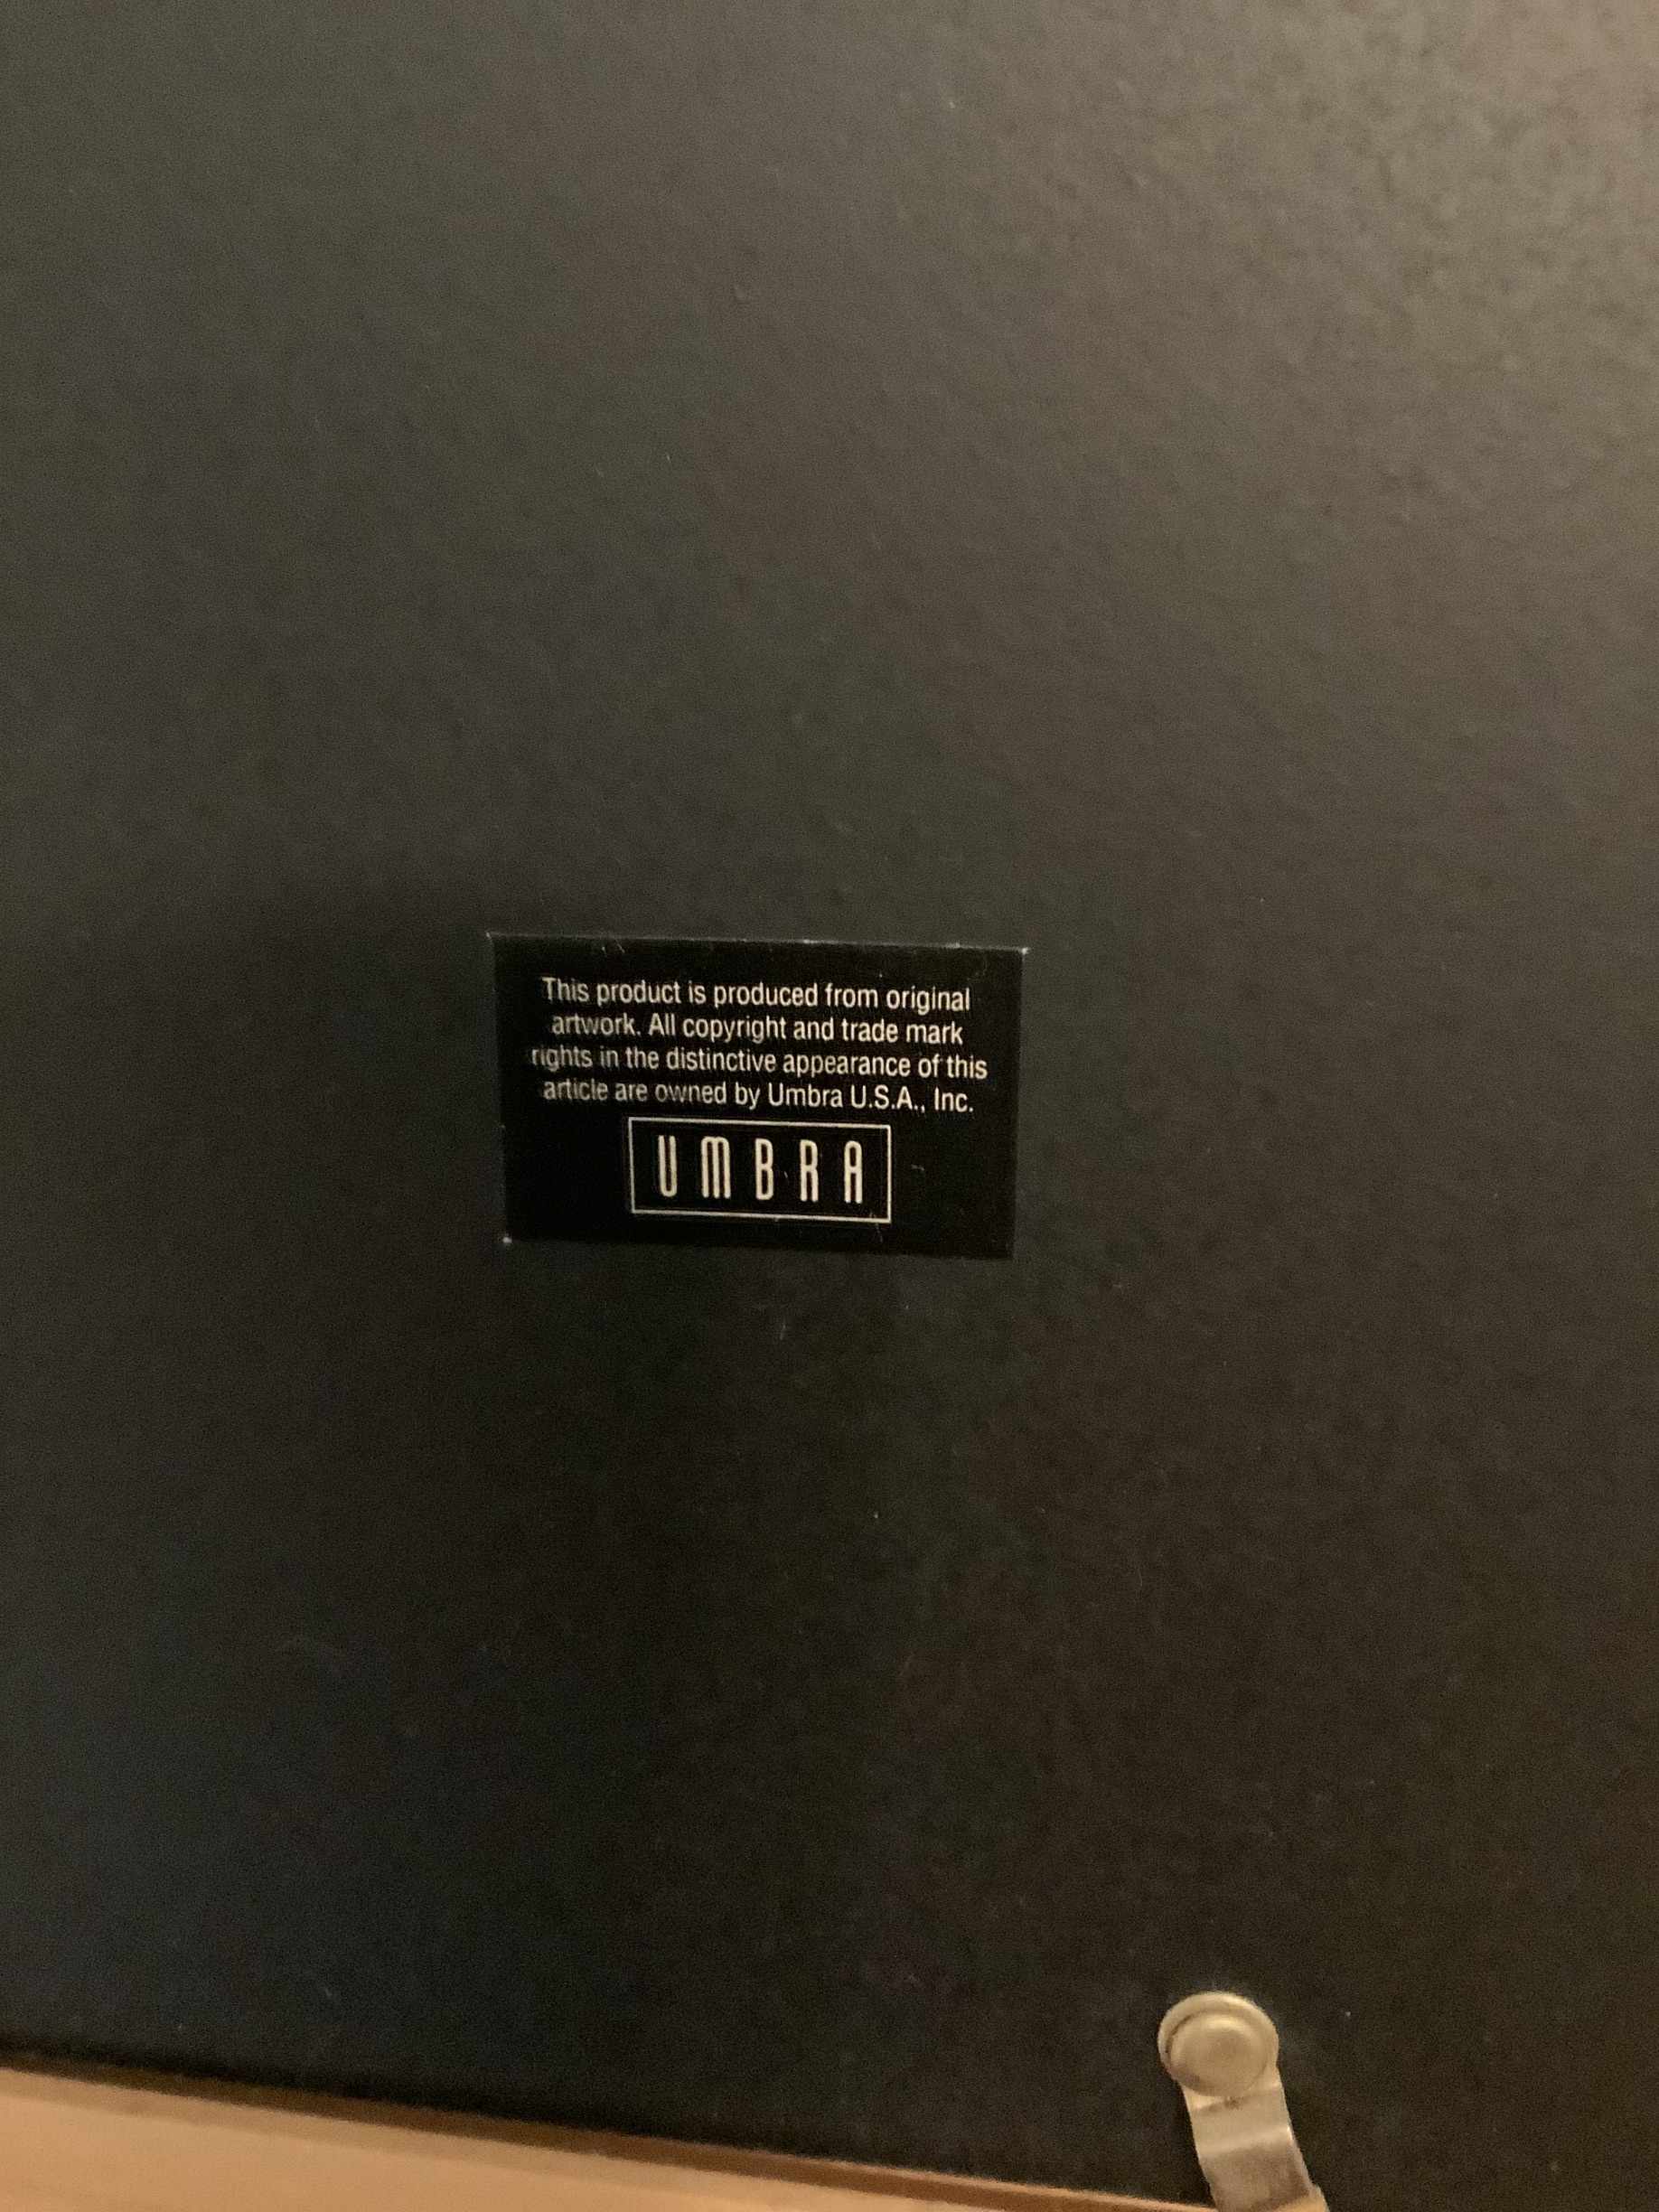 This product is produced from original
artwork. All copyright and trade mark
rights in the distinctive appearance of this
article are owned by Umbra U.S.A., Inc.
UMBRA